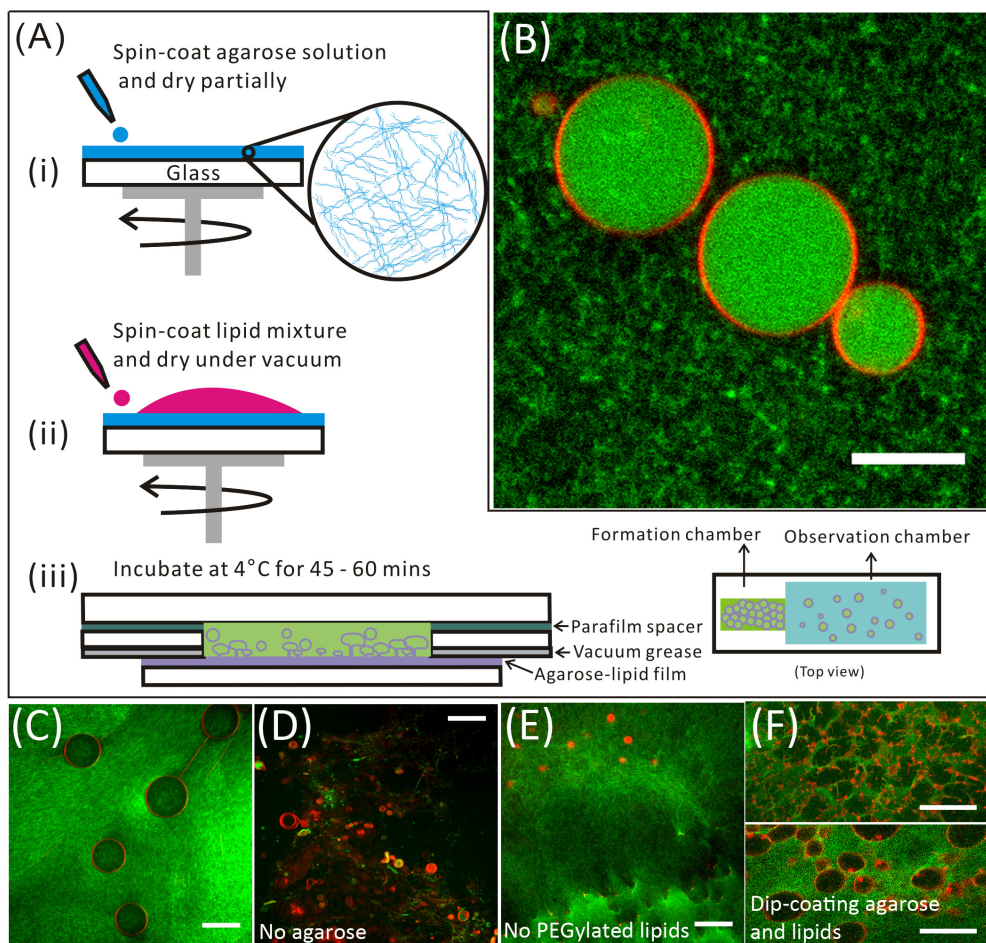 (A)
Spin-coat agarose solution
and dry partially
(i)
Glass
(B)
Spin-coat lipid mixture
and dry under vacuum
(ii)
(iii)
Incubate at 4°C for 45 - 60 mins
Parafilm spacer
Vacuum grease
Agarose-lipid film
Formation chamber
Observation chamber
(Top view)
(C)
(D)
No agarose
(E)
No PEGylated lipids
(F)
Dip-coating agarose
and lipids